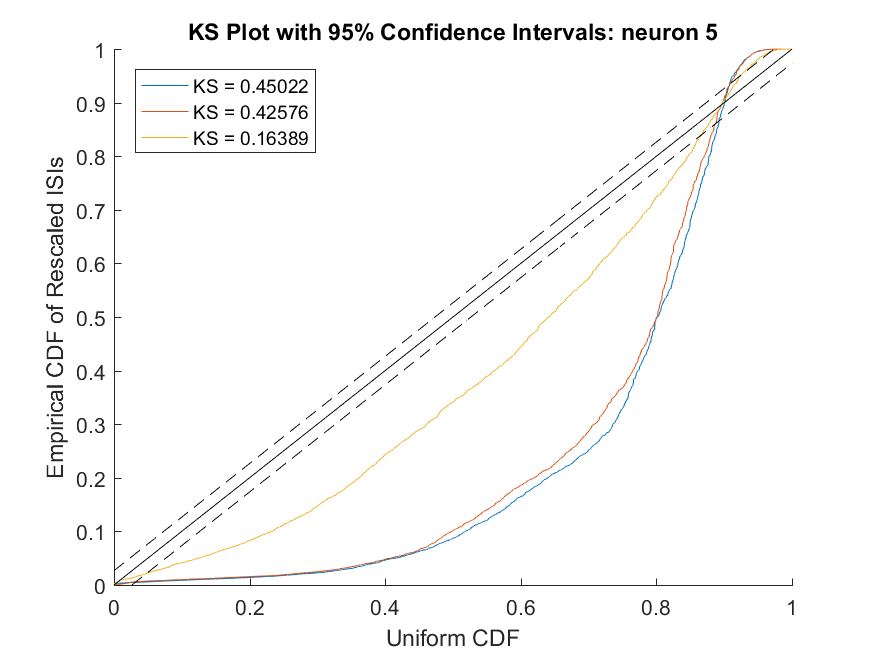 KS Plot with 95% Confidence Intervals: neuron 5
KS = 0.45022
KS = 0.42576
KS = 0.16389
Empirical CDF of Rescaled ISIs
1
0.9
0.8
0.7
0.6
0.5
0.4
0.3
0.2
0.1
0
0 0.2 0.4 0.6 0.8 1
Uniform CDF